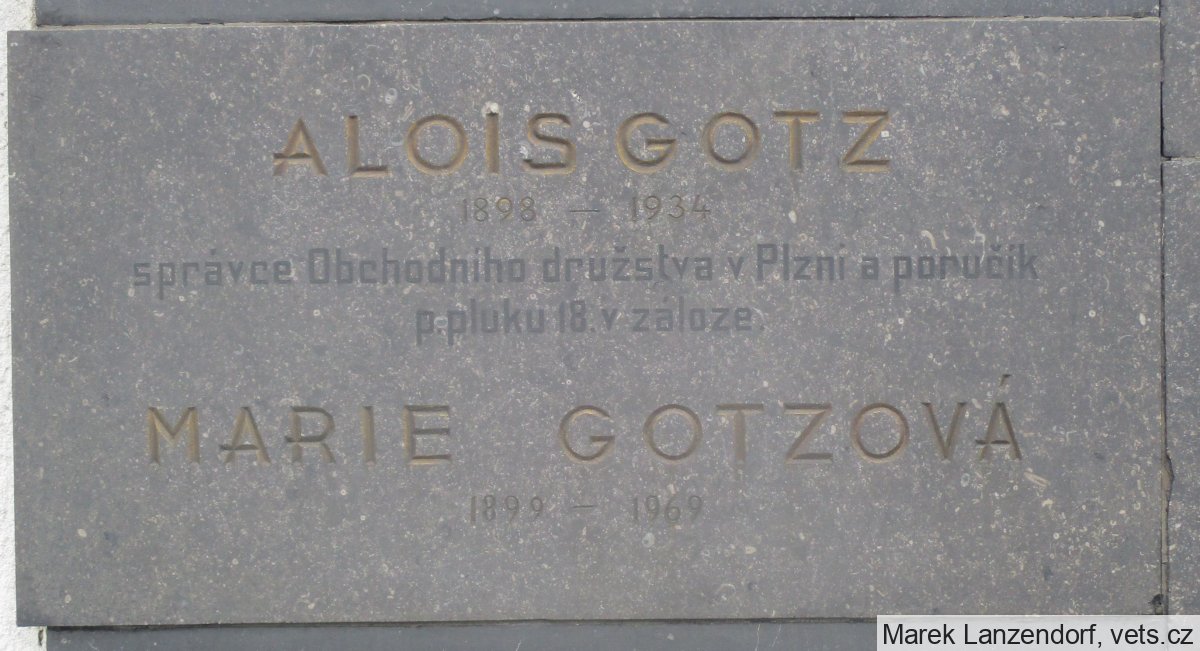 ALOIS GOTZ
1898 — 1934
správce Obchodního družstva v Plzni a poručík
p.pluku 18. v záloze.
MARIE GOTZOVÁ
1899 – 1969
Marek Lanzendorf, vets.cz